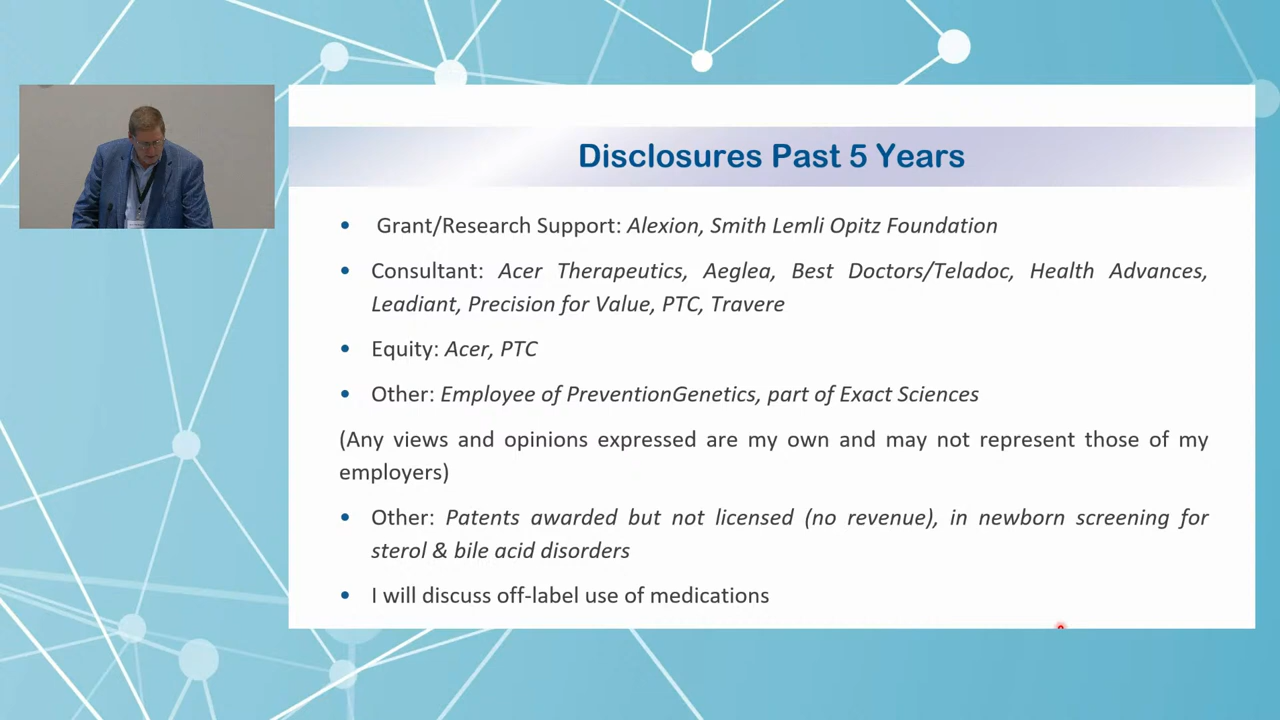 Disclosures Past 5 Years
• Grant/Research Support: Alexion, Smith Lemli Opitz Foundation
• Consultant: Acer Therapeutics, Aeglea, Best Doctors/Teladoc, Health Advances,
Leadiant, Precision for Value, PTC, Travere
• Equity: Acer, PTC
• Other: Employee of PreventionGenetics, part of Exact Sciences
(Any views and opinions expressed are my own and may not represent those of my
employers)
• Other: Patents awarded but not licensed (no revenue), in newborn screening for
sterol & bile acid disorders
• I will discuss off-label use of medications